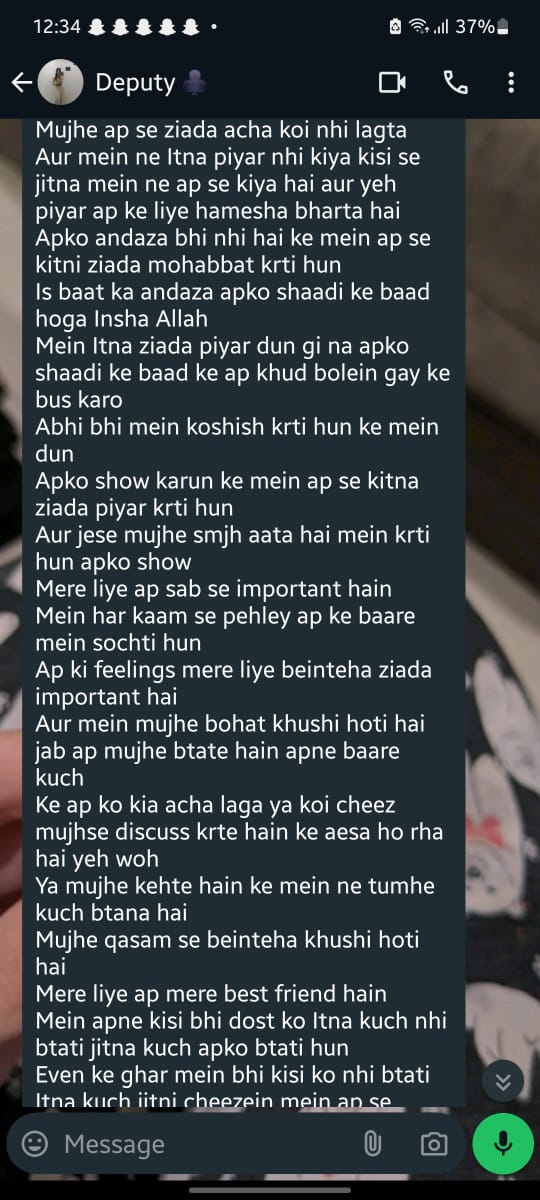 12:34
37%
Deputy
Mujhe ap se ziada acha koi nhi lagta
Aur mein ne Itna piyar nhi kiya kisi se
jitna mein ne ap se kiya hai aur yeh
piyar ap ke liye hamesha bharta hai
Apko andaza bhi nhi hai ke mein ap se
kitni ziada mohabbat krti hun
Is baat ka andaza apko shaadi ke baad
hoga Insha Allah
Mein Itna ziada piyar dun gi na apko
shaadi ke baad ke ap khud bolein gay ke
bus karo
Abhi bhi mein koshish krti hun ke mein
dun
Apko show karun ke mein ap se kitna
ziada piyar krti hun
Aur jese mujhe smjh aata hai mein krti
hun apko show
Mere liye ap sab se important hain
Mein har kaam se pehley ap ke baare
mein sochti hun
Ap ki feelings mere liye beinteha ziada
important hai
Aur mein mujhe bohat khushi hoti hai
jab ap mujhe btate hain apne baare
kuch
Ke ap ko kia acha laga ya koi cheez
mujhse discuss krte hain ke aesa ho rha
hai yeh woh
Ya mujhe kehte hain ke mein ne tumhe
kuch btana hai
Mujhe qasam se beinteha khushi hoti
hai
Mere liye ap mere best friend hain
Mein apne kisi bhi dost ko Itna kuch nhi
btati jitna kuch apko btati hun
Even ke ghar mein bhi kisi ko nhi btati
Itna kuch jitni cheezein mein ap se
Message